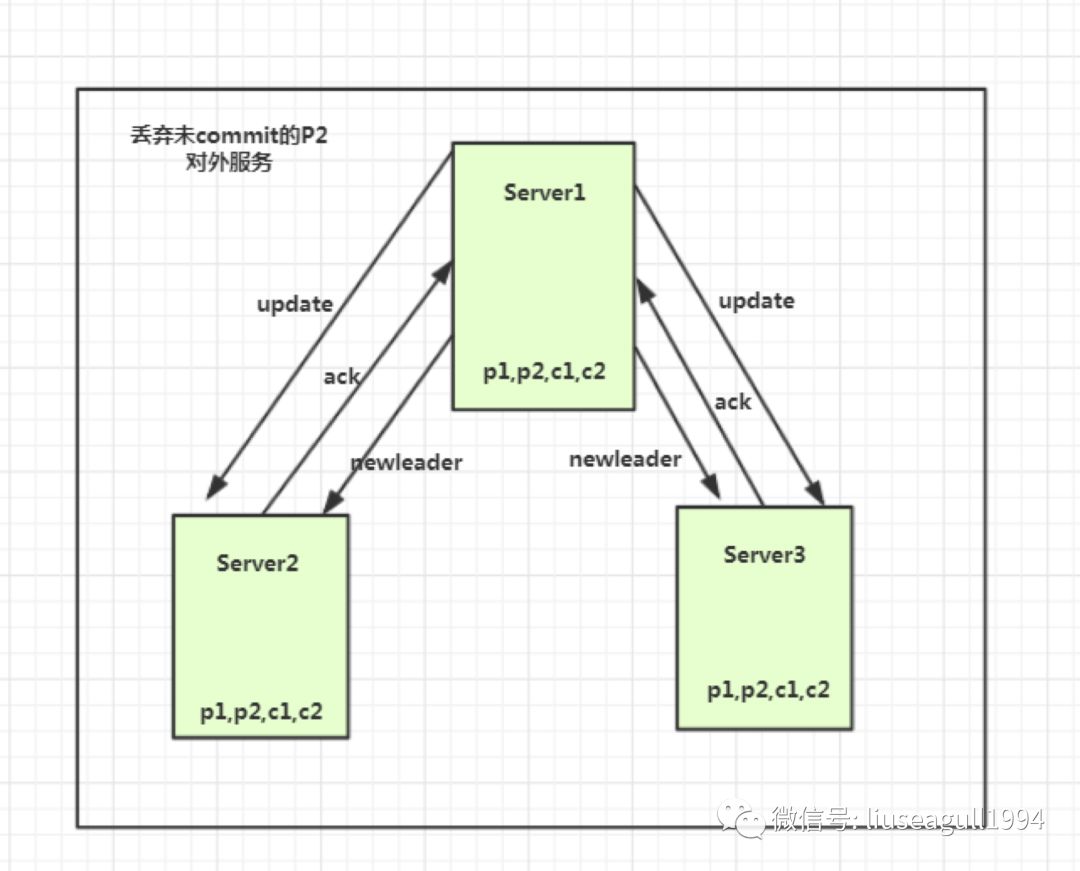 丢弃未commit的P2
对外服务
Server1
update
update
ack
p1,p2,c1,c2
ack
newleader
newleader
Server2
Server3
p1,p2,c1,c2
p1,p2,c1,c2
微信号: liuseagull1994